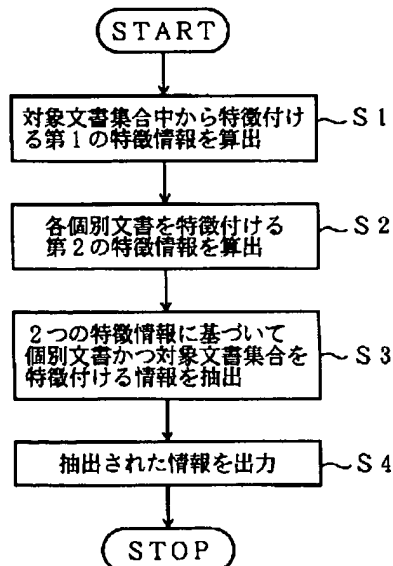 START
対象文書集合中から特徴付け
る第1の特徴情報を算出
S1
各個別文書を特徴付ける
第2の特徴情報を算出
S2
2つの特徴情報に基づいて
個別文書かつ対象文書集合を
特徴付ける情報を抽出
S3
抽出された情報を出力
S4
STOP